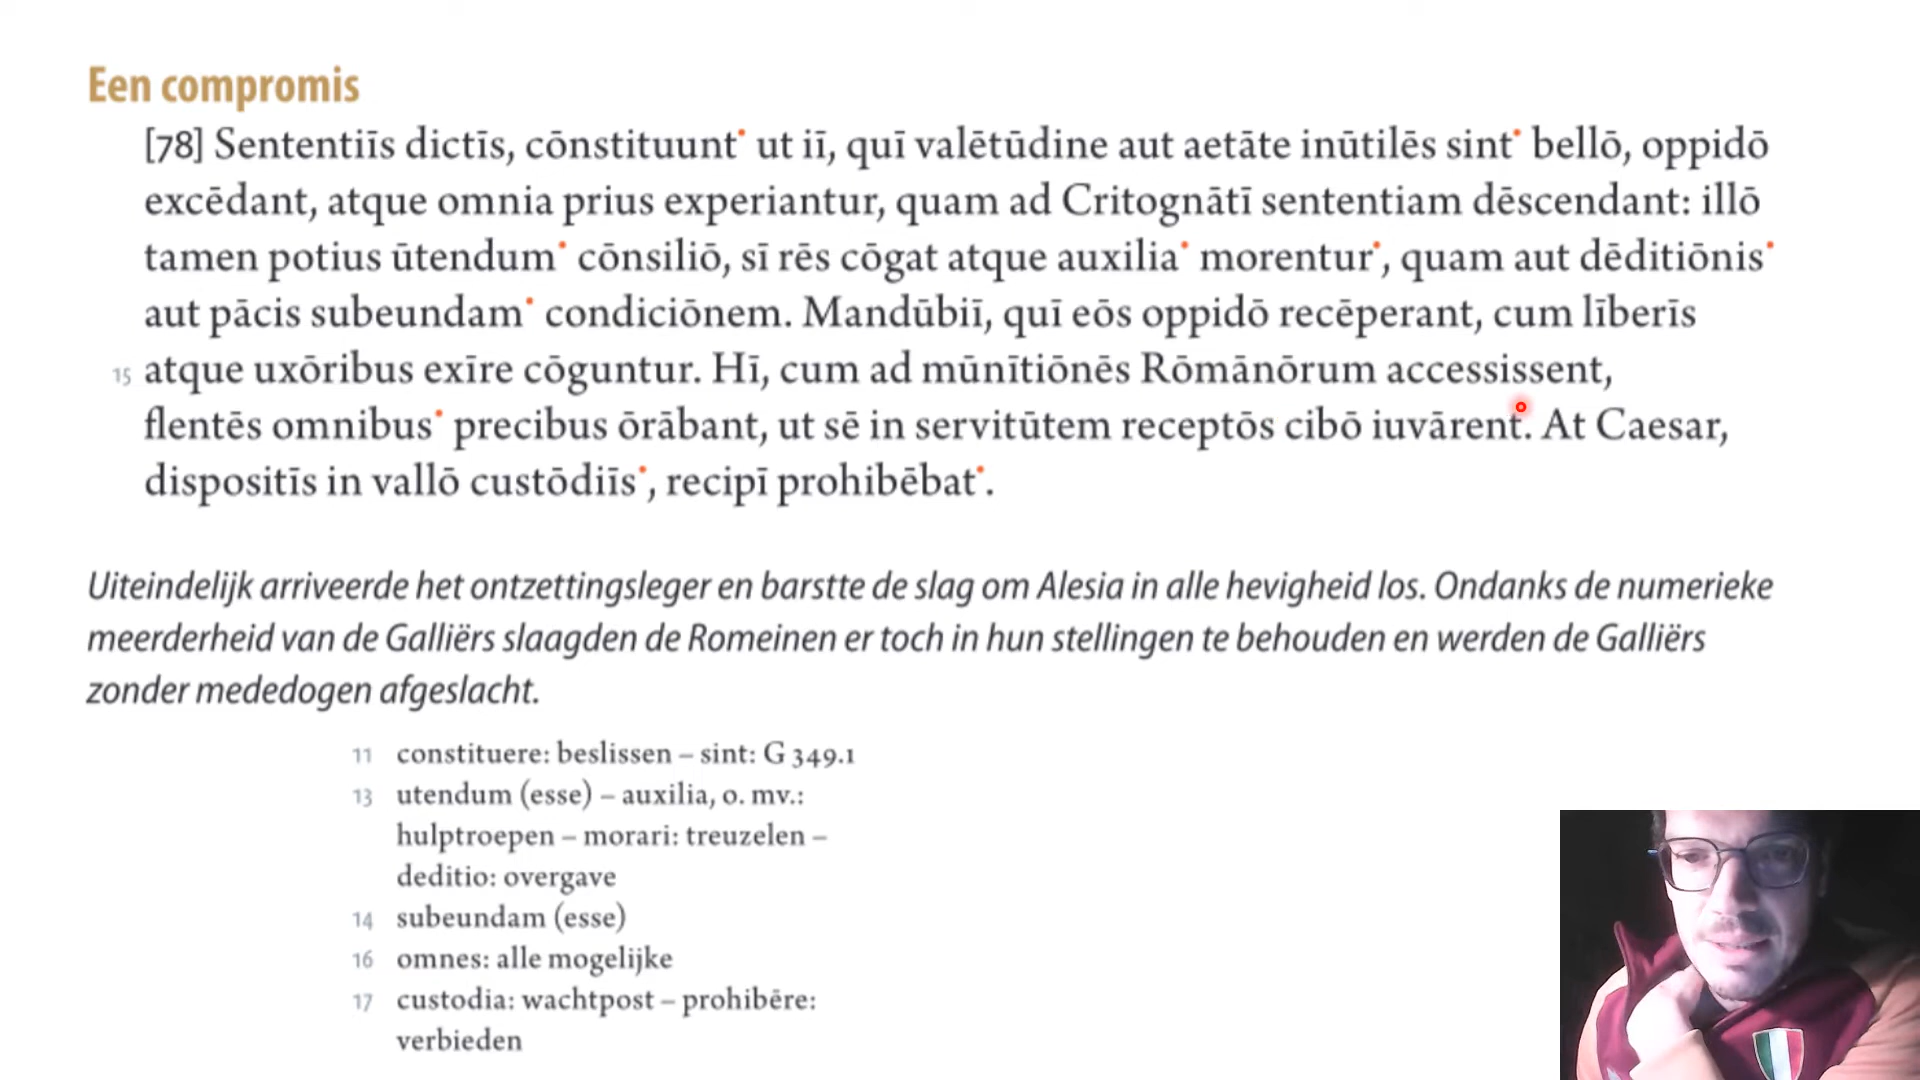 Een compromis
[78] Sententiīs dictīs, cōnstituunt• ut iī, quī valētūdine aut aetāte inūtilēs sint• bellō, oppidō
excēdant, atque omnia prius experiantur, quam ad Critognātī sententiam dēscendant: illō
tamen potius ūtendum• cōnsiliō, sī rēs cōgat atque auxilia• morentur•, quam aut dēditiōnis•
aut pācis subeundam• condiciōnem. Mandūbiī, quī eōs oppidō recēperant, cum līberīs
15 atque uxōribus exīre cōguntur. Hī, cum ad mūnītiōnēs Rōmānōrum accessissent,
flentēs omnibus• precibus ōrābant, ut sē in servitūtem receptōs cibō iuvārent. At Caesar,
dispositīs in vallō custōdiīs•, recipī prohibēbat•.
Uiteindelijk arriveerde het ontzettingsleger en barstte de slag om Alesia in alle hevigheid los. Ondanks de numerieke
meerderheid van de Galliërs slaagden de Romeinen er toch in hun stellingen te behouden en werden de Galliërs
zonder mededogen afgeslacht.
11 constituere: beslissen – sint: G 349.1
13 utendum (esse) – auxilia, o. mv.:
hulptroepen – morari: treuzelen –
deditio: overgave
14 subeundam (esse)
16 omnes: alle mogelijke
17 custodia: wachtpost – prohibēre:
verbieden